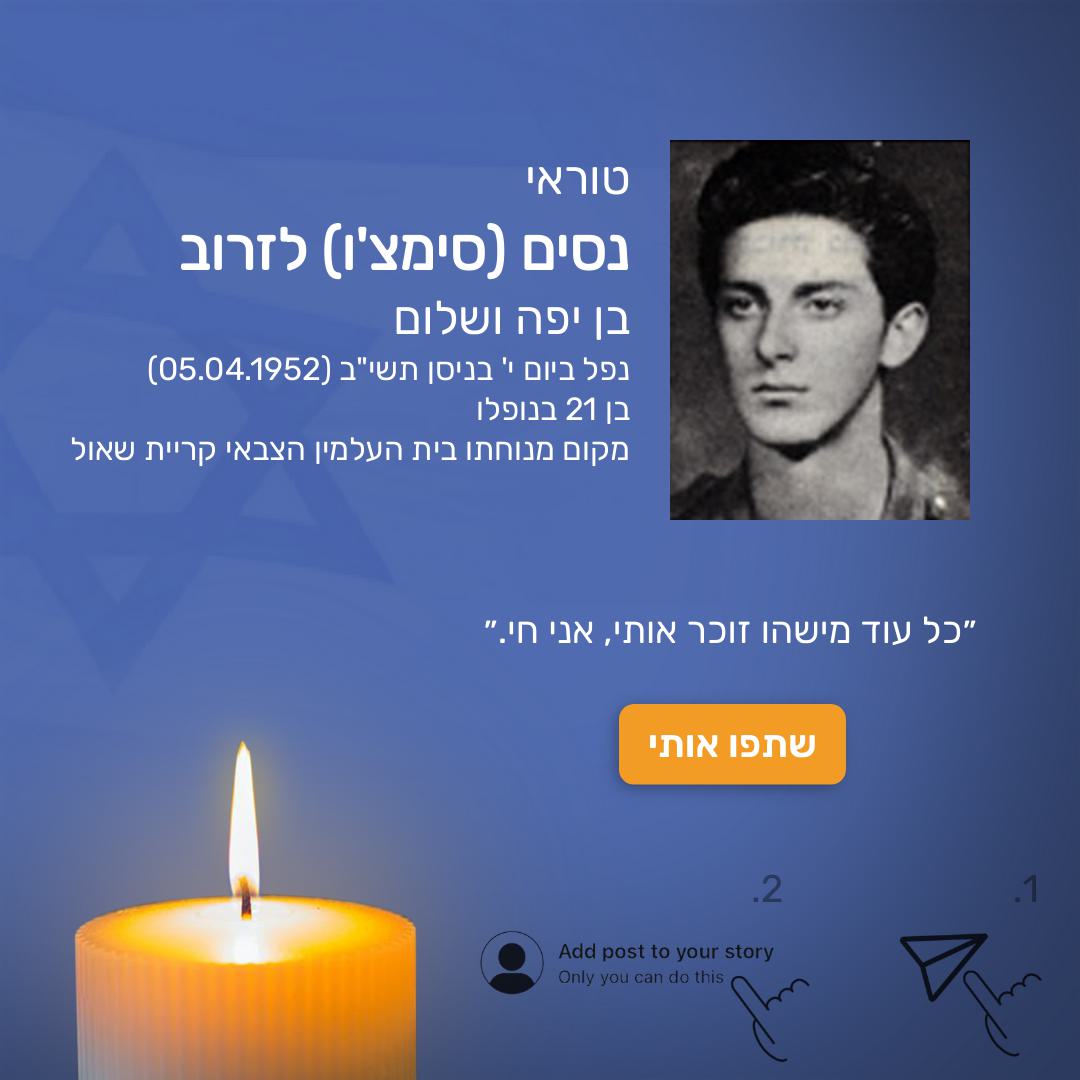 טוראי
נסים (סימצ'ו) לזרוב
בן יפה ושלום
נפל ביום י' בניסן תשי"ב (05.04.1952)
בן 21 בנופלו
מקום מנוחתו בית העלמין הצבאי קריית שאול
״כל עוד מישהו זוכר אותי, אני חי.״
שתפו אותי
1.
2.
Add post to your story
Only you can do this